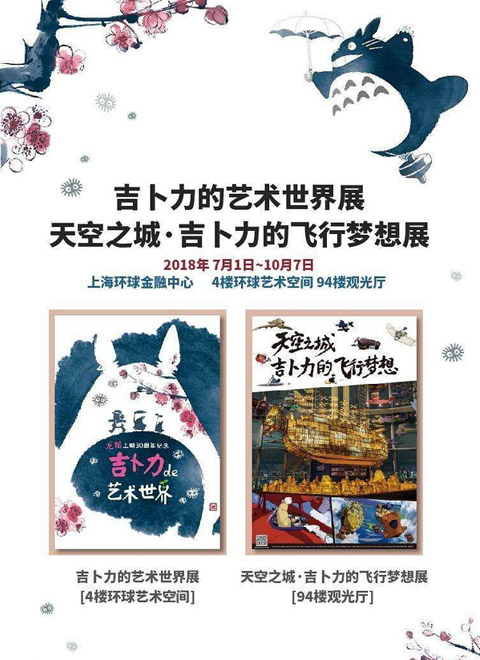 吉卜力的艺术世界展
天空之城·吉卜力的飞行梦想展
2018年 7月1日~10月7日
上海环球金融中心 4楼环球艺术空间 94楼观光厅
龙猫上映30周年纪念
吉卜力de
艺术世界
天空之城
吉卜力的飞行梦想
吉卜力的艺术世界展
[4楼环球艺术空间]
天空之城·吉卜力的飞行梦想展
[94楼观光厅]